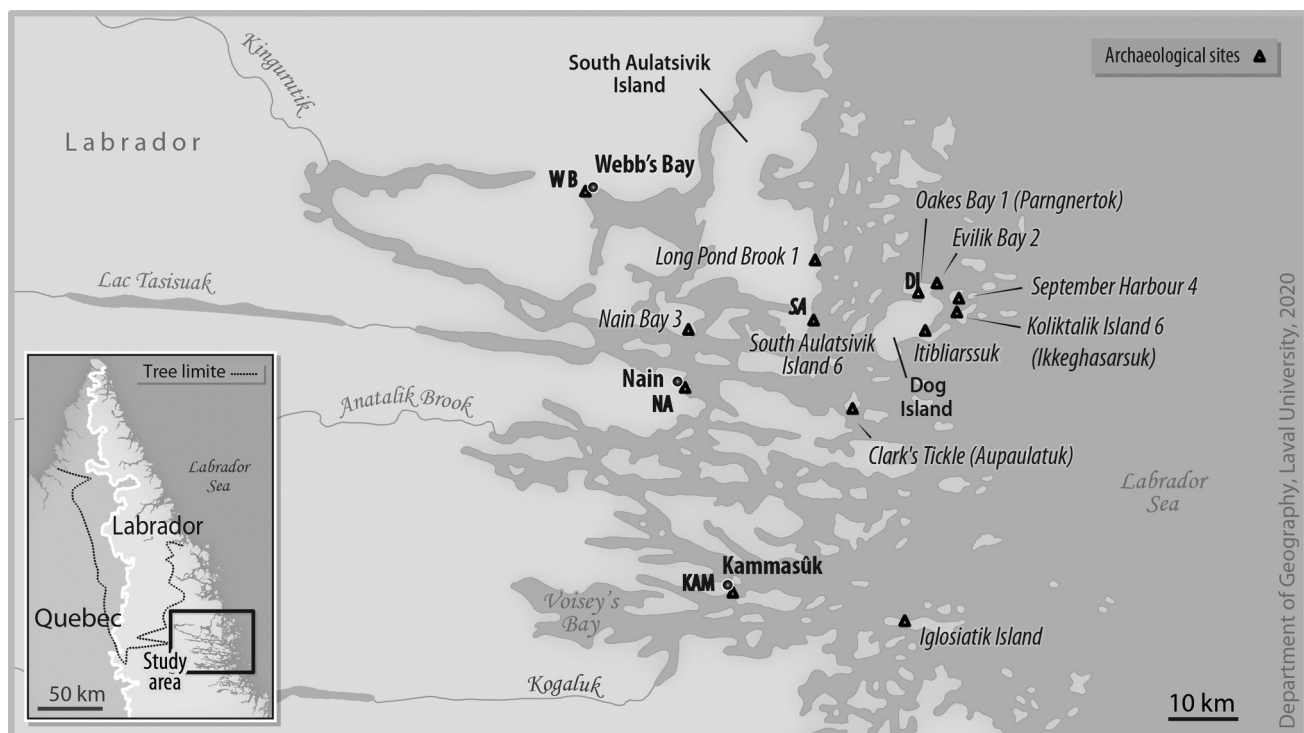 Kingurutik
South Aulatsivik
Island
Archaeological sites
Labrador
WB
Webb's Bay
Oakes Bay 1 (Parngnertok)
Evilik Bay 2
Long Pond Brook 1
DI
September Harbour 4
Lac Tasisuak
SA
Nain Bay 3
South Aulatsivik
Island 6
Koliktalik Island 6
(Ikkeghasarsuk)
Itibliarssuk
Nain
NA
Dog
Island
Anatalik Brook
Clark's Tickle (Aupaulatuk)
Labrador
Sea
Tree limite
Labrador
Sea
Labrador
Quebec
Study
area
50 km
Kammasûk
KAM
Voisey's
Bay
Iglosiatik Island
Kogaluk
10 km
Department of Geography, Laval University, 2020